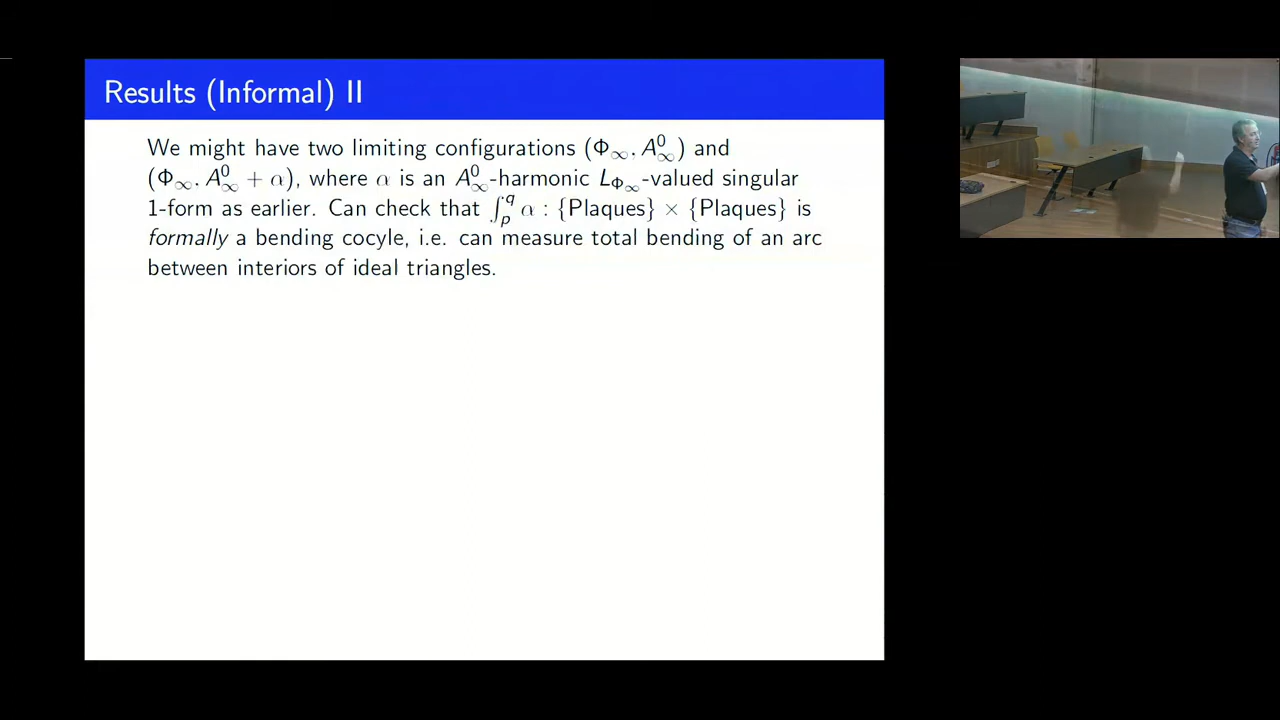 Results (Informal) II
We might have two limiting configurations (Φ∞, A⁰∞) and
(Φ∞, A⁰∞ + α), where α is an A⁰∞-harmonic L_Φ∞-valued singular
1-form as earlier. Can check that ∫_p^q α : {Plaques} × {Plaques} is
formally a bending cocyle, i.e. can measure total bending of an arc
between interiors of ideal triangles.